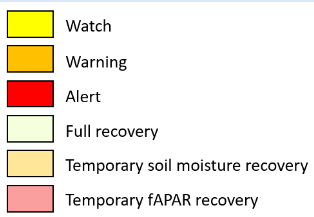 Watch
Warning
Alert
Full recovery
Temporary soil moisture recovery
Temporary fAPAR recovery